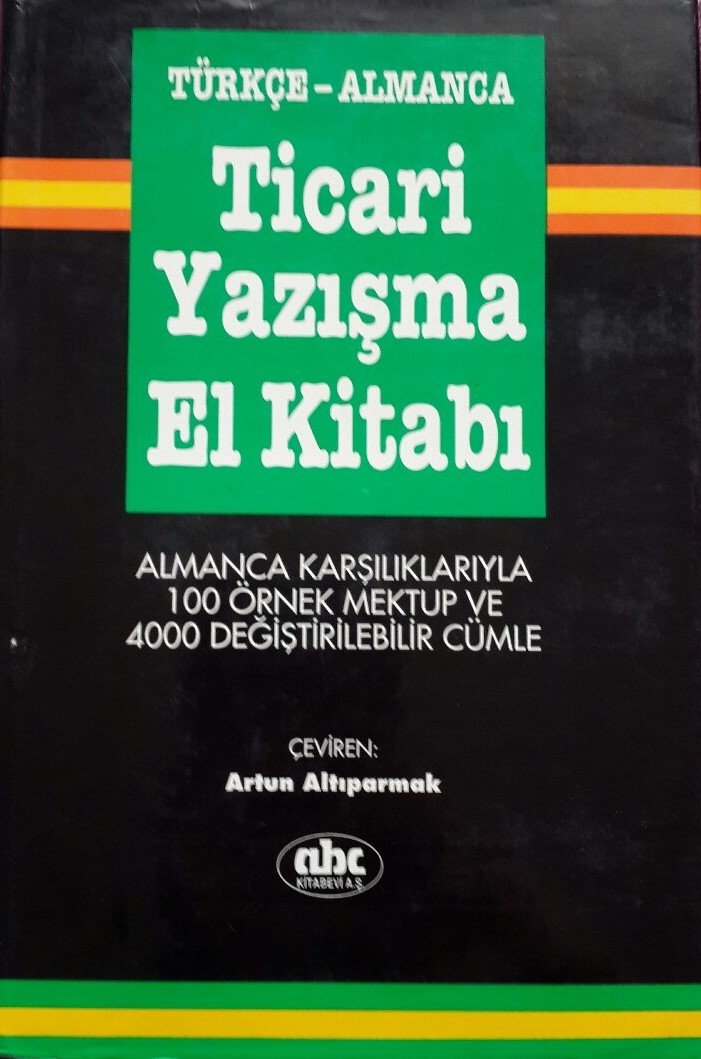 TÜRKÇE – ALMANCA
Ticari
Yazışma
El Kitabı
ALMANCA KARŞILIKLARIYLA
100 ÖRNEK MEKTUP VE
4000 DEĞİŞTİRİLEBİLİR CÜMLE
ÇEVİREN:
Artun Altıparmak
abc
KİTABEVİ A.Ş.